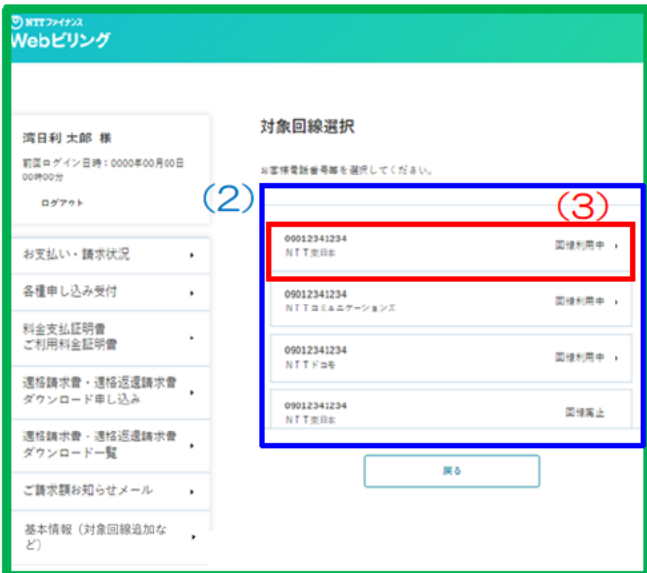 NTTファイナンス
Webビリング
湾日利 太郎 様
前回ログイン日時：0000年00月00日
00時00分
ログアウト
お支払い・請求状況
各種申し込み受付
料金支払証明書
ご利用料金証明書
適格請求書・適格返還請求書
ダウンロード申し込み
適格請求書・適格返還請求書
ダウンロード一覧
ご請求額お知らせメール
基本情報（対象回線追加な
ど）
対象回線選択
お客様電話番号等を選択してください。
（2）
（3）
09012341234
NTT東日本
回線利用中
09012341234
NTTコミュニケーションズ
回線利用中
09012341234
NTTドコモ
回線利用中
09012341234
NTT東日本
回線廃止
戻る